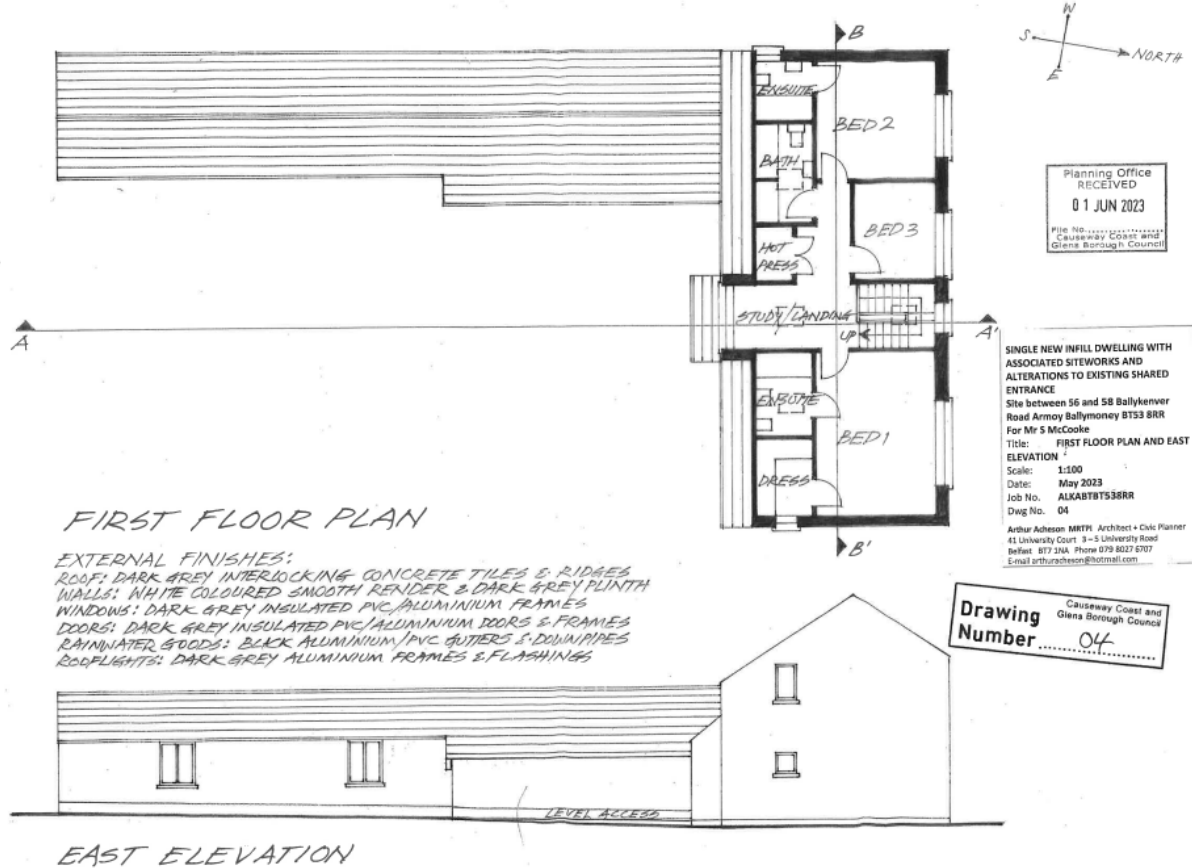 B
W
S
NORTH
E
ENSUITE
BED 2
BATH
BED 3
HOT
PRESS
STUDY/LANDING
UP
A
A'
ENSUITE
BED 1
DRESS
B'
Planning Office
RECEIVED
01 JUN 2023
File No..............
Causeway Coast and
Glens Borough Council
SINGLE NEW INFILL DWELLING WITH
ASSOCIATED SITEWORKS AND
ALTERATIONS TO EXISTING SHARED
ENTRANCE
Site between 56 and 58 Ballykenver
Road Armoy Ballymoney BT53 8RR
For Mr S McCooke
Title: FIRST FLOOR PLAN AND EAST
ELEVATION
Scale: 1:100
Date: May 2023
Job No. ALKABTBT538RR
Dwg No. 04
Arthur Acheson MRTPI Architect + Civic Planner
41 University Court 3 – 5 University Road
Belfast BT7 1NA Phone 079 8027 6707
E-mail arthuracheson@hotmail.com
Drawing
Number
Causeway Coast and
Glens Borough Council
04
FIRST FLOOR PLAN
EXTERNAL FINISHES:
ROOF: DARK GREY INTERLOCKING CONCRETE TILES & RIDGES
WALLS: WHITE COLOURED SMOOTH RENDER & DARK GREY PLINTH
WINDOWS: DARK GREY INSULATED PVC/ALUMINIUM FRAMES
DOORS: DARK GREY INSULATED PVC/ALUMINIUM DOORS & FRAMES
RAINWATER GOODS: BLACK ALUMINIUM/PVC GUTTERS & DOWNPIPES
ROOFLIGHTS: DARK GREY ALUMINIUM FRAMES & FLASHINGS
LEVEL ACCESS
EAST ELEVATION